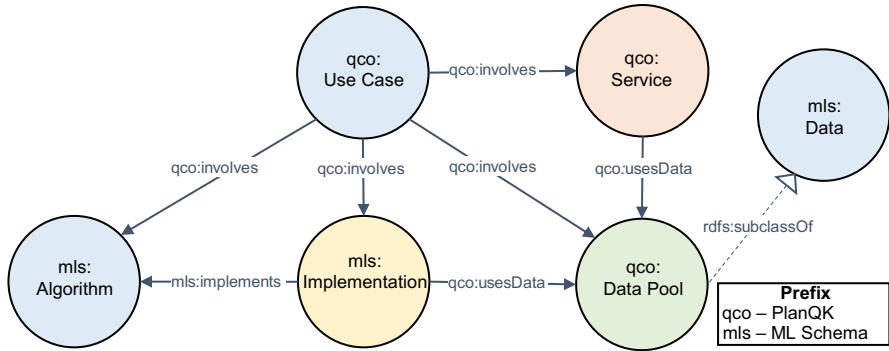 qco:
Use Case
qco:involves
qco:
Service
mls:
Data
qco:involves
qco:involves
qco:involves
qco:usesData
rdfs:subclassOf
mls:
Algorithm
mls:implements
mls:
Implementation
qco:usesData
qco:
Data Pool
Prefix
qco – PlanQK
mls – ML Schema